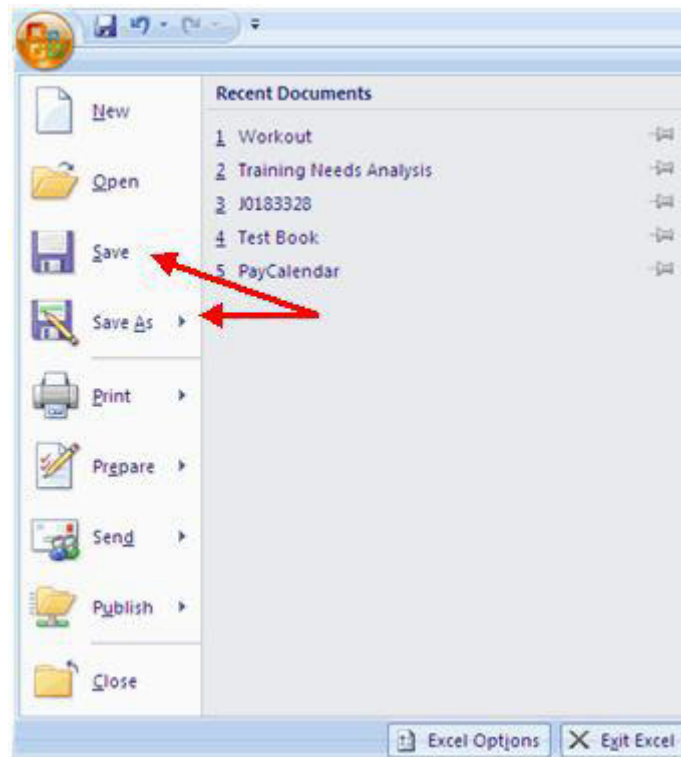 New
Open
Save
Save As
Print
Prepare
Send
Publish
Close
Recent Documents
1 Workout
2 Training Needs Analysis
3 J0183328
4 Test Book
5 PayCalendar
Excel Options
Exit Excel